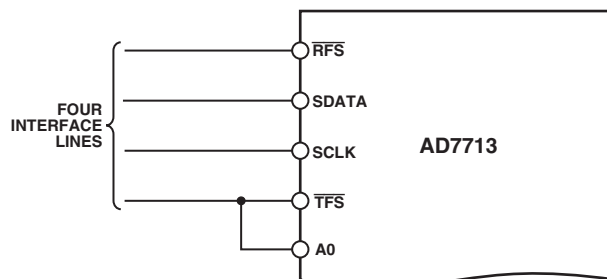 RFS
SDATA
FOUR
INTERFACE
LINES
SCLK
AD7713
TFS
A0